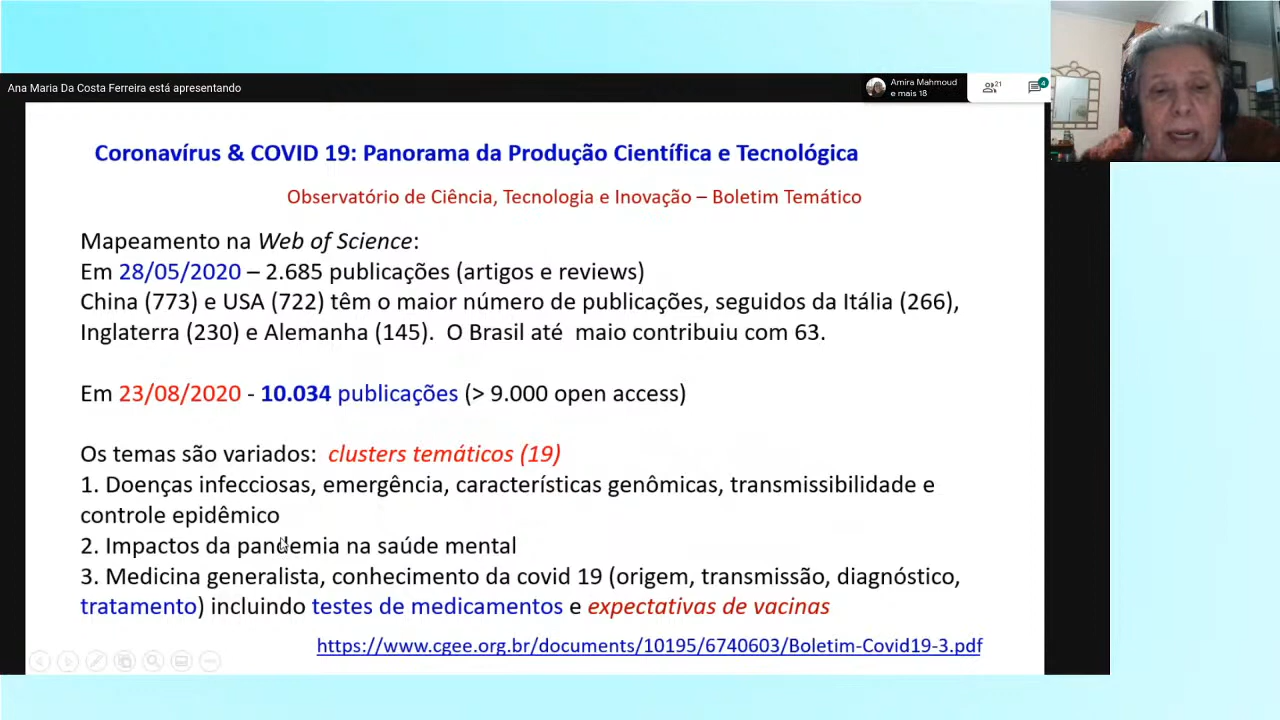 Ana Maria Da Costa Ferreira está apresentando
Amira Mahmoud
e mais 18
21
4
Coronavírus & COVID 19: Panorama da Produção Científica e Tecnológica
Observatório de Ciência, Tecnologia e Inovação – Boletim Temático
Mapeamento na Web of Science:
Em 28/05/2020 – 2.685 publicações (artigos e reviews)
China (773) e USA (722) têm o maior número de publicações, seguidos da Itália (266),
Inglaterra (230) e Alemanha (145). O Brasil até maio contribuiu com 63.
Em 23/08/2020 - 10.034 publicações (> 9.000 open access)
Os temas são variados: clusters temáticos (19)
1. Doenças infecciosas, emergência, características genômicas, transmissibilidade e
controle epidêmico
2. Impactos da pandemia na saúde mental
3. Medicina generalista, conhecimento da covid 19 (origem, transmissão, diagnóstico,
tratamento) incluindo testes de medicamentos e expectativas de vacinas
https://www.cgee.org.br/documents/10195/6740603/Boletim-Covid19-3.pdf